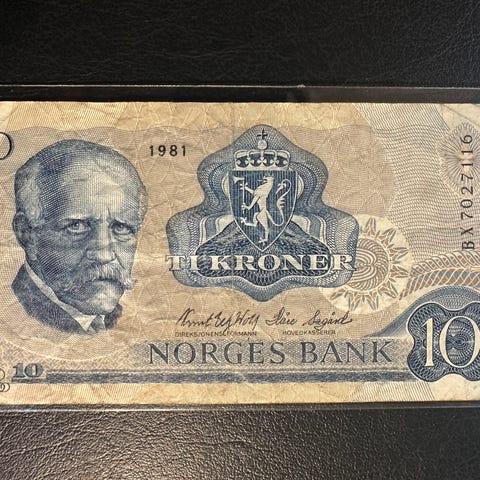 1981
BX7027116
TI KRONER
DIREKSJONENS FORMANN
HOVEDKASSERER
NORGES BANK
10
10